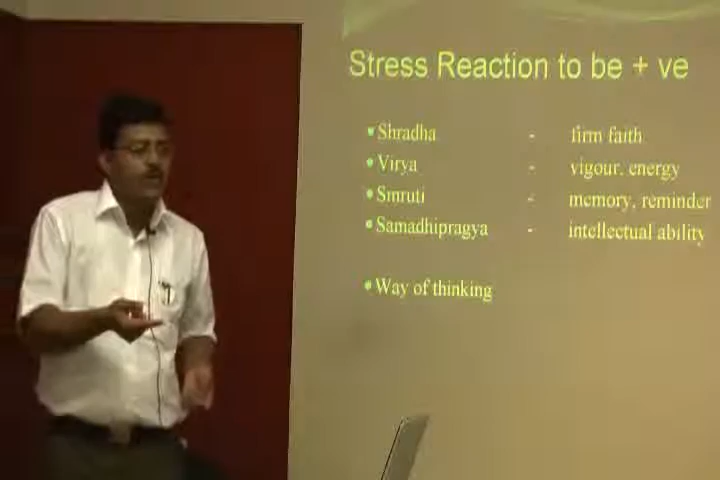 Stress Reaction to be + ve
• Shradha - firm faith
• Virya - vigour, energy
• Smruti - memory, reminder
• Samadhipragya - intellectual ability
• Way of thinking